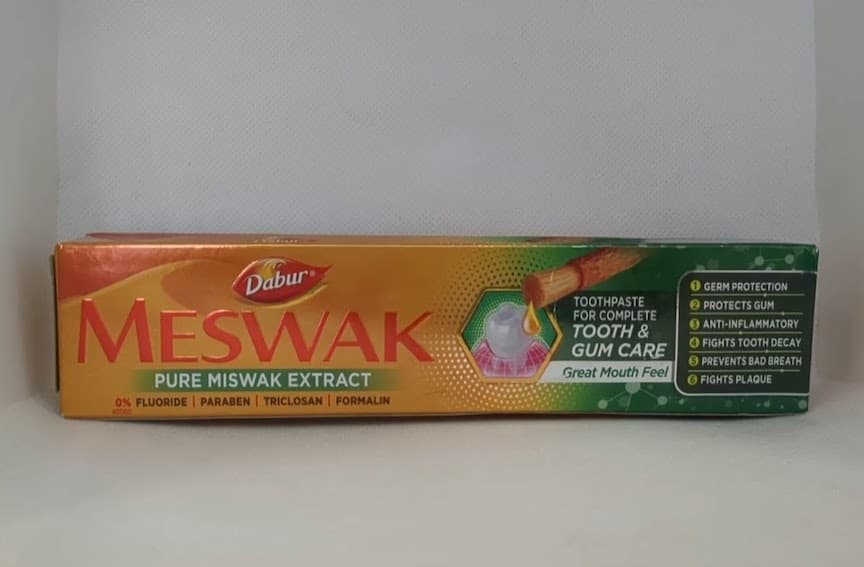 Dabur
Dabur®
MESWAK
PURE MISWAK EXTRACT
0% FLUORIDE | PARABEN | TRICLOSAN | FORMALIN
ADDED
TOOTHPASTE
FOR COMPLETE
TOOTH &
GUM CARE
Great Mouth Feel
1 GERM PROTECTION
2 PROTECTS GUM
3 ANTI-INFLAMMATORY
4 FIGHTS TOOTH DECAY
5 PREVENTS BAD BREATH
6 FIGHTS PLAQUE